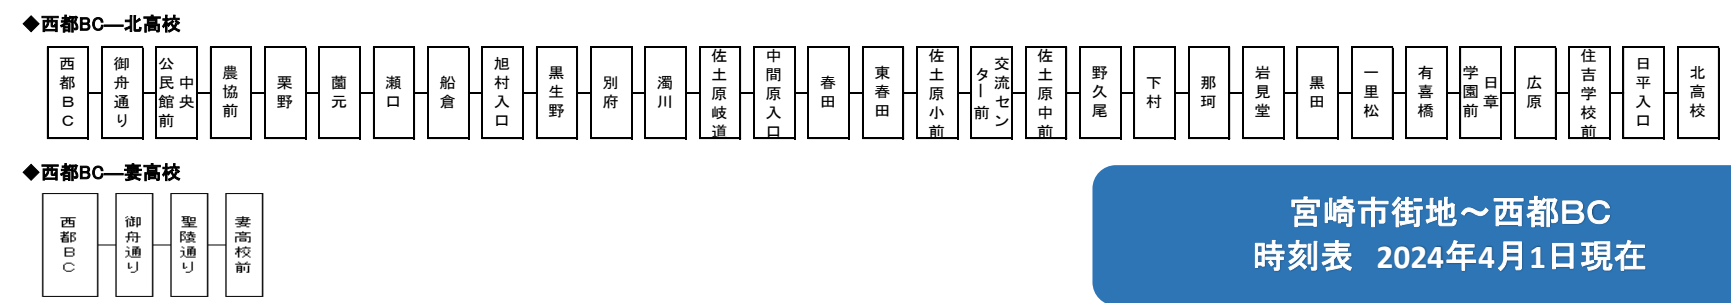 ◆西都BC―北高校
西都BC
御舟通り
中央公民館前
農協前
栗野
薗元
瀬口
船倉
旭村入口
黒生野
別府
濁川
佐土原岐道
中間原入口
春田
東春田
佐土原小前
交流センター前
佐土原中前
野久尾
下村
那珂
岩見堂
黒田
一里松
有喜橋
日章学園前
広原
住吉学校前
日平入口
北高校
◆西都BC―妻高校
西都BC
御舟通り
聖陵通り
妻高校前
宮崎市街地～西都BC
時刻表 2024年4月1日現在